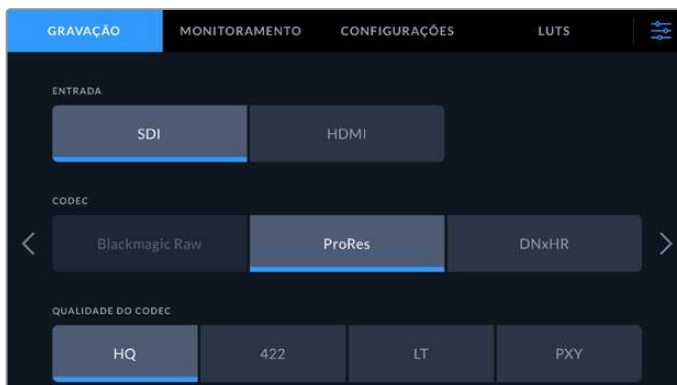 GRAVAÇÃO MONITORAMENTO CONFIGURAÇÕES LUTS
ENTRADA
SDI HDMI
CODEC
Blackmagic Raw ProRes DNxHR
QUALIDADE DO CODEC
HQ 422 LT PXY